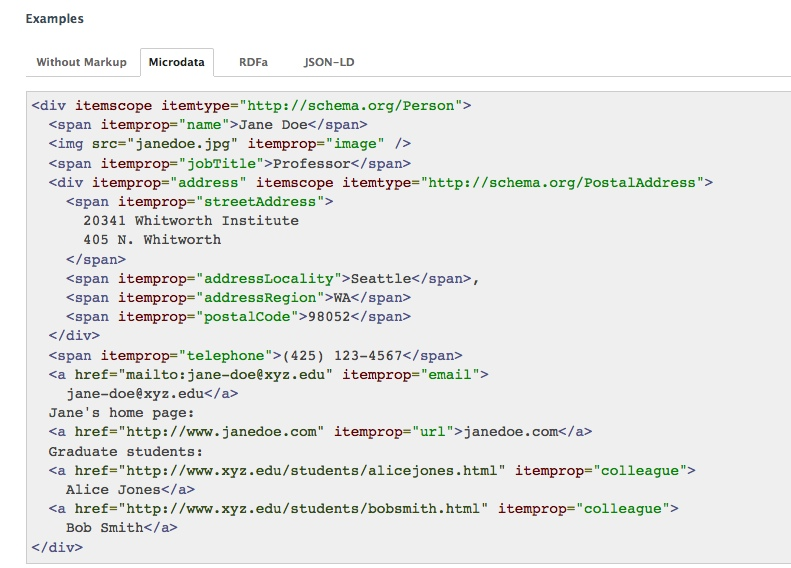 Examples
Without Markup Microdata RDFa JSON-LD
<div itemscope itemtype="http://schema.org/Person">
  <span itemprop="name">Jane Doe</span>
  <img src="janedoe.jpg" itemprop="image" />
  <span itemprop="jobTitle">Professor</span>
  <div itemprop="address" itemscope itemtype="http://schema.org/PostalAddress">
    <span itemprop="streetAddress">
      20341 Whitworth Institute
      405 N. Whitworth
    </span>
    <span itemprop="addressLocality">Seattle</span>,
    <span itemprop="addressRegion">WA</span>
    <span itemprop="postalCode">98052</span>
  </div>
  <span itemprop="telephone">(425) 123-4567</span>
  <a href="mailto:jane-doe@xyz.edu" itemprop="email">
    jane-doe@xyz.edu</a>
  Jane's home page:
  <a href="http://www.janedoe.com" itemprop="url">janedoe.com</a>
  Graduate students:
  <a href="http://www.xyz.edu/students/alicejones.html" itemprop="colleague">
    Alice Jones</a>
  <a href="http://www.xyz.edu/students/bobsmith.html" itemprop="colleague">
    Bob Smith</a>
</div>